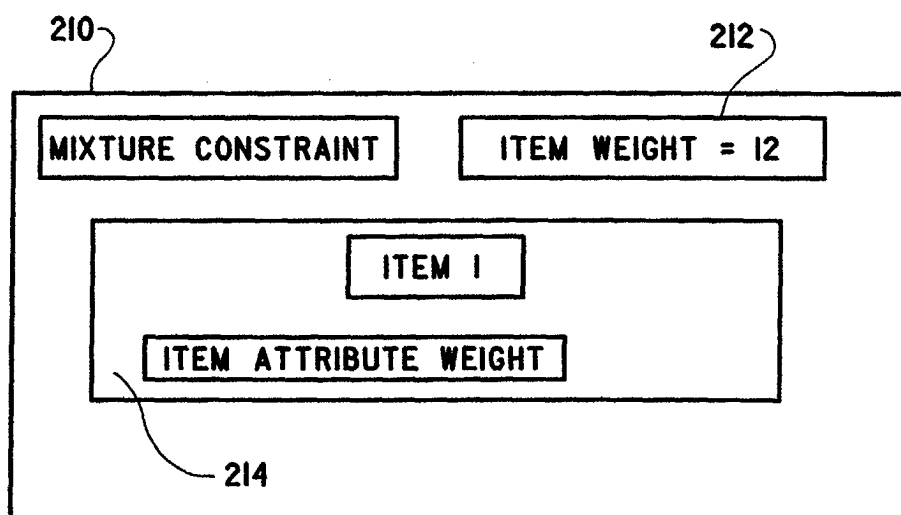 210
212
MIXTURE CONSTRAINT
ITEM WEIGHT = 12
ITEM 1
ITEM ATTRIBUTE WEIGHT
214